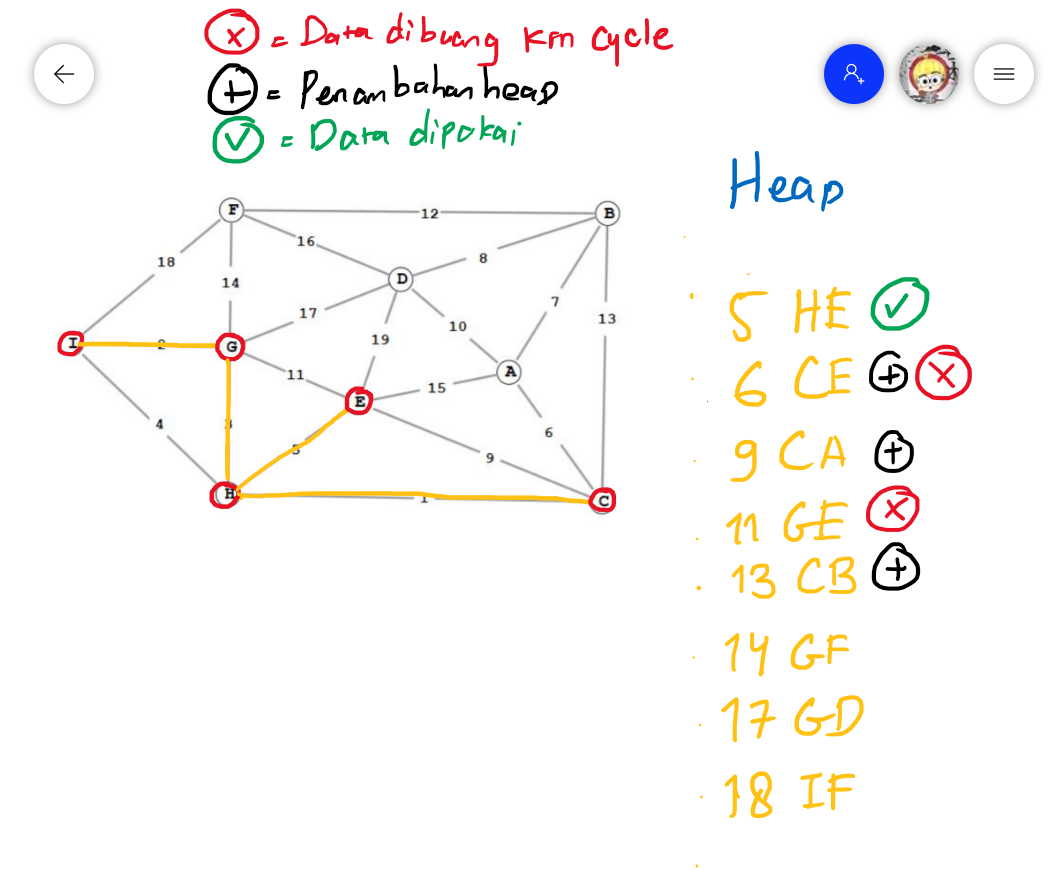 x = Data dibuang krn cycle
+ = Penambahan heap
✓ = Data dipakai
Heap
F 12 B
16
8
18
D
14
17
7
10
13
19
I 2 G
11
A
15
E
4
3
6
5
9
H 1 C
5 HE ✓
6 CE + x
9 CA +
11 GE x
13 CB +
14 GF
17 GD
18 IF